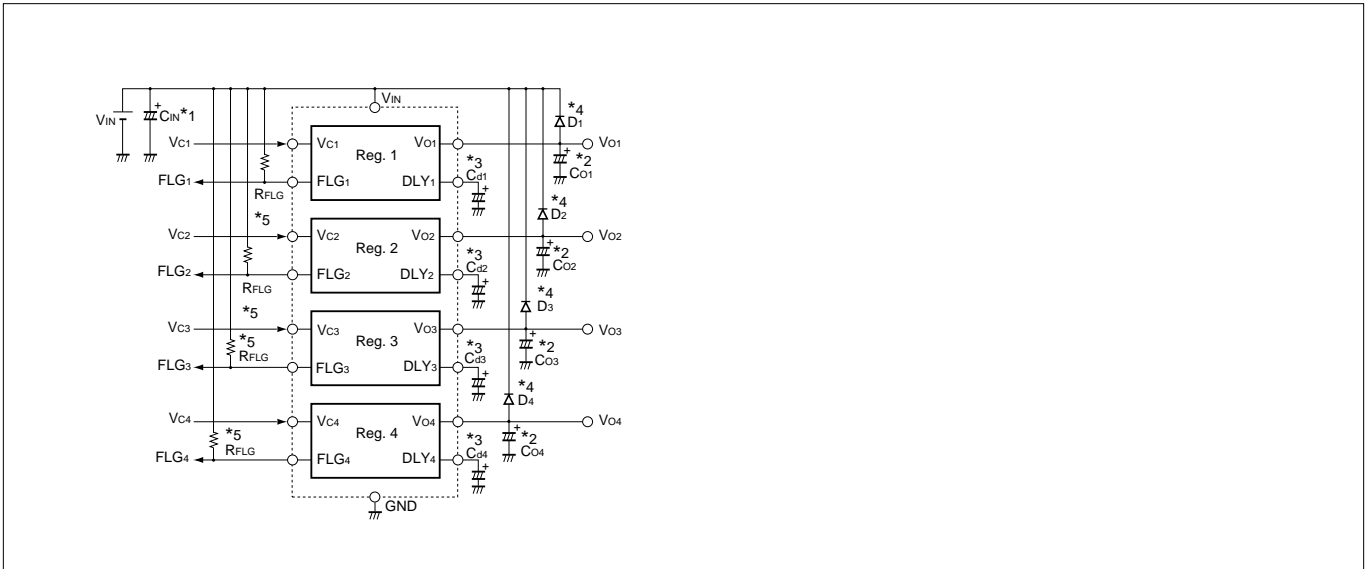 VIN
VIN
+
CIN*1
*4
D1
VC1
VC1
Reg. 1
VO1
VO1
+
*2
CO1
FLG1
RFLG
FLG1
DLY1
*3
Cd1
+
*4
D2
*5
VC2
VC2
Reg. 2
VO2
VO2
+
*2
CO2
FLG2
RFLG
FLG2
DLY2
*3
Cd2
+
*4
D3
*5
VC3
VC3
Reg. 3
VO3
VO3
+
*2
CO3
*5
RFLG
FLG3
FLG3
DLY3
*3
Cd3
+
*4
D4
VC4
VC4
Reg. 4
VO4
VO4
+
*2
CO4
*5
RFLG
FLG4
FLG4
DLY4
*3
Cd4
+
GND